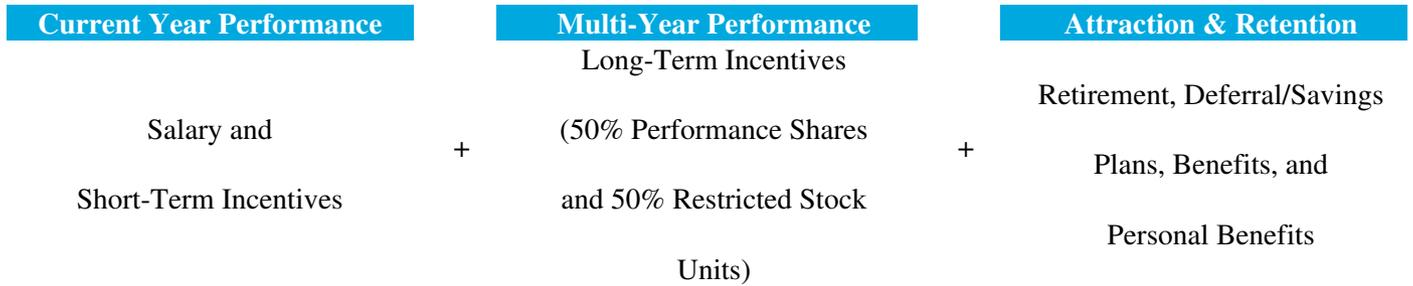 Current Year Performance
Salary and
Short-Term Incentives
+
Multi-Year Performance
Long-Term Incentives
(50% Performance Shares
and 50% Restricted Stock
Units)
+
Attraction & Retention
Retirement, Deferral/Savings
Plans, Benefits, and
Personal Benefits